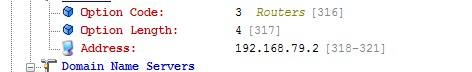 Option Code: 3 Routers [316]
Option Length: 4 [317]
Address: 192.168.79.2 [318-321]
Domain Name Servers